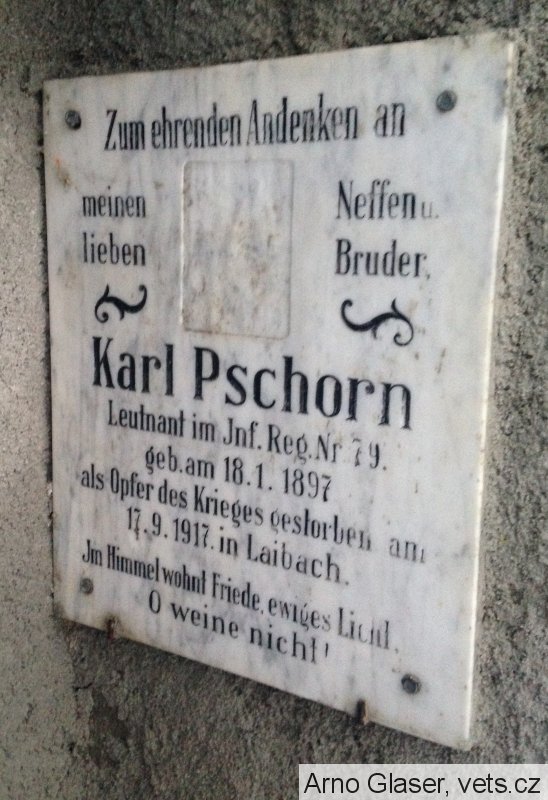 Zum ehrenden Andenken an
meinen Neffen u.
lieben Bruder,
Karl Pschorn
Leutnant im Jnf. Reg. Nr 79.
geb. am 18.1.1897
als Opfer des Krieges gestorben am
17.9.1917. in Laibach.
Jm Himmel wohnt Friede, ewiges Licht,
O weine nicht!
Arno Glaser, vets.cz